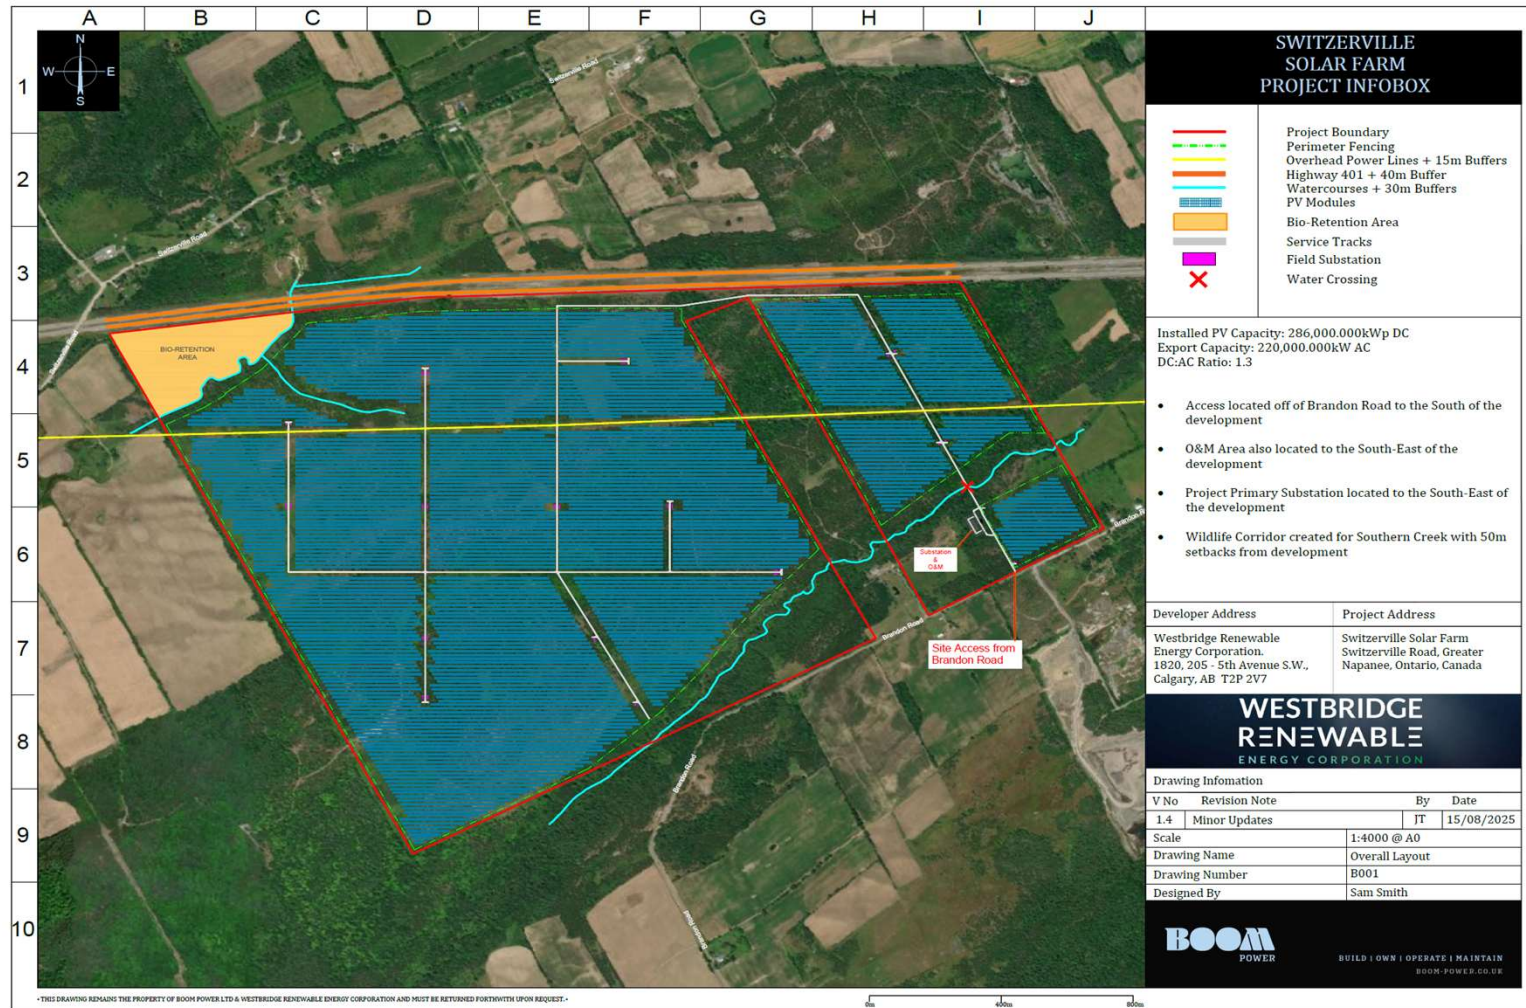 A B C D E F G H I J
1
2
3
4
5
6
7
8
9
10
N
W E
S
Switzerville Road
Switzerville Road
Switzerville Road
BIO-RETENTION
AREA
Substation
&
O&M
Site Access from
Brandon Road
Brandon Road
Brandon R
Brandon Road
Brandon Road
SWITZERVILLE
SOLAR FARM
PROJECT INFOBOX
Project Boundary
Perimeter Fencing
Overhead Power Lines + 15m Buffers
Highway 401 + 40m Buffer
Watercourses + 30m Buffers
PV Modules
Bio-Retention Area
Service Tracks
Field Substation
Water Crossing
Installed PV Capacity: 286,000.000kWp DC
Export Capacity: 220,000.000kW AC
DC:AC Ratio: 1.3
• Access located off of Brandon Road to the South of the
development
• O&M Area also located to the South-East of the
development
• Project Primary Substation located to the South-East of
the development
• Wildlife Corridor created for Southern Creek with 50m
setbacks from development
Developer Address Project Address
Westbridge Renewable
Energy Corporation.
1820, 205 - 5th Avenue S.W.,
Calgary, AB T2P 2V7
Switzerville Solar Farm
Switzerville Road, Greater
Napanee, Ontario, Canada
WESTBRIDGE
RENEWABLE
ENERGY CORPORATION
Drawing Infomation
V No Revision Note By Date
1.4 Minor Updates JT 15/08/2025
Scale 1:4000 @ A0
Drawing Name Overall Layout
Drawing Number B001
Designed By Sam Smith
BOOM
POWER
BUILD | OWN | OPERATE | MAINTAIN
BOOM-POWER.CO.UK
• THIS DRAWING REMAINS THE PROPERTY OF BOOM POWER LTD & WESTBRIDGE RENEWABLE ENERGY CORPORATION AND MUST BE RETURNED FORTHWITH UPON REQUEST. •
0m 400m 800m